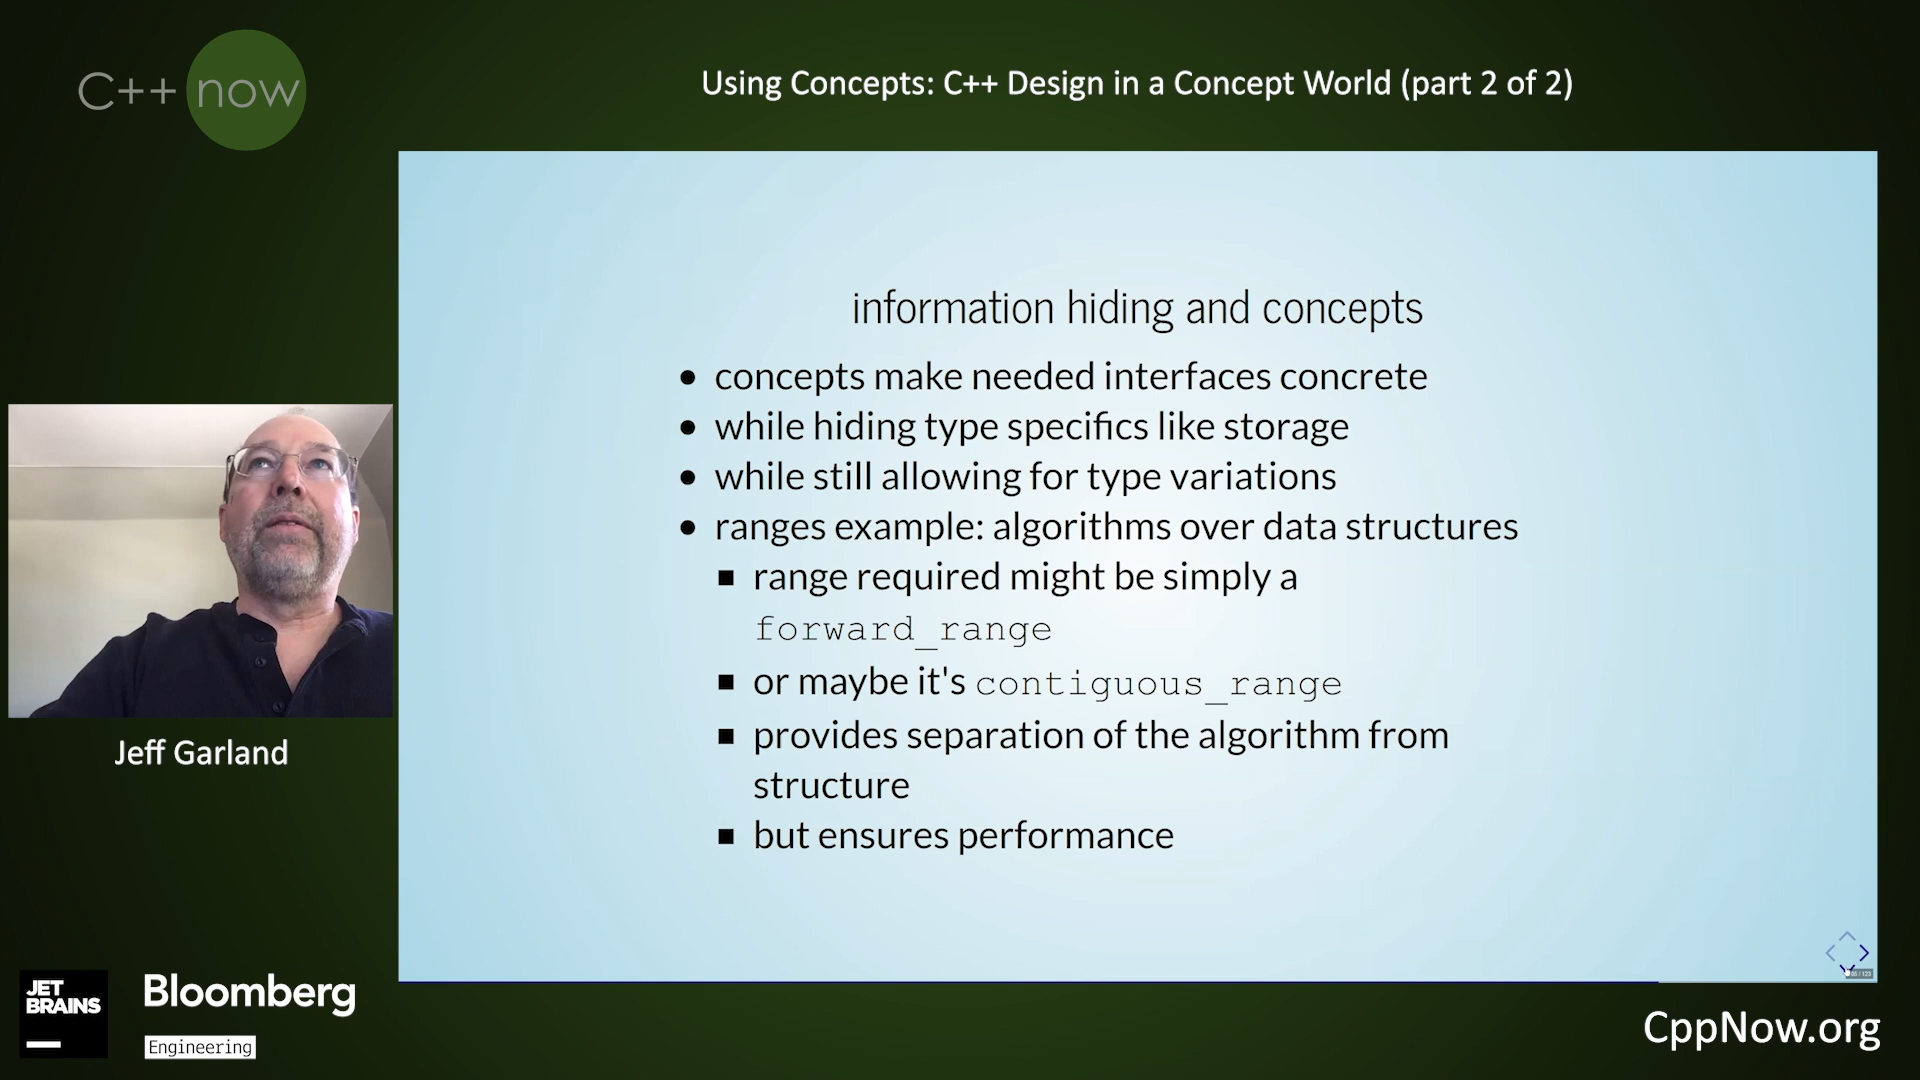 C++ now
Using Concepts: C++ Design in a Concept World (part 2 of 2)
information hiding and concepts
● concepts make needed interfaces concrete
● while hiding type specifics like storage
● while still allowing for type variations
● ranges example: algorithms over data structures
■ range required might be simply a
forward_range
■ or maybe it's contiguous_range
■ provides separation of the algorithm from
structure
■ but ensures performance
Jeff Garland
JET
BRAINS
Bloomberg
Engineering
CppNow.org